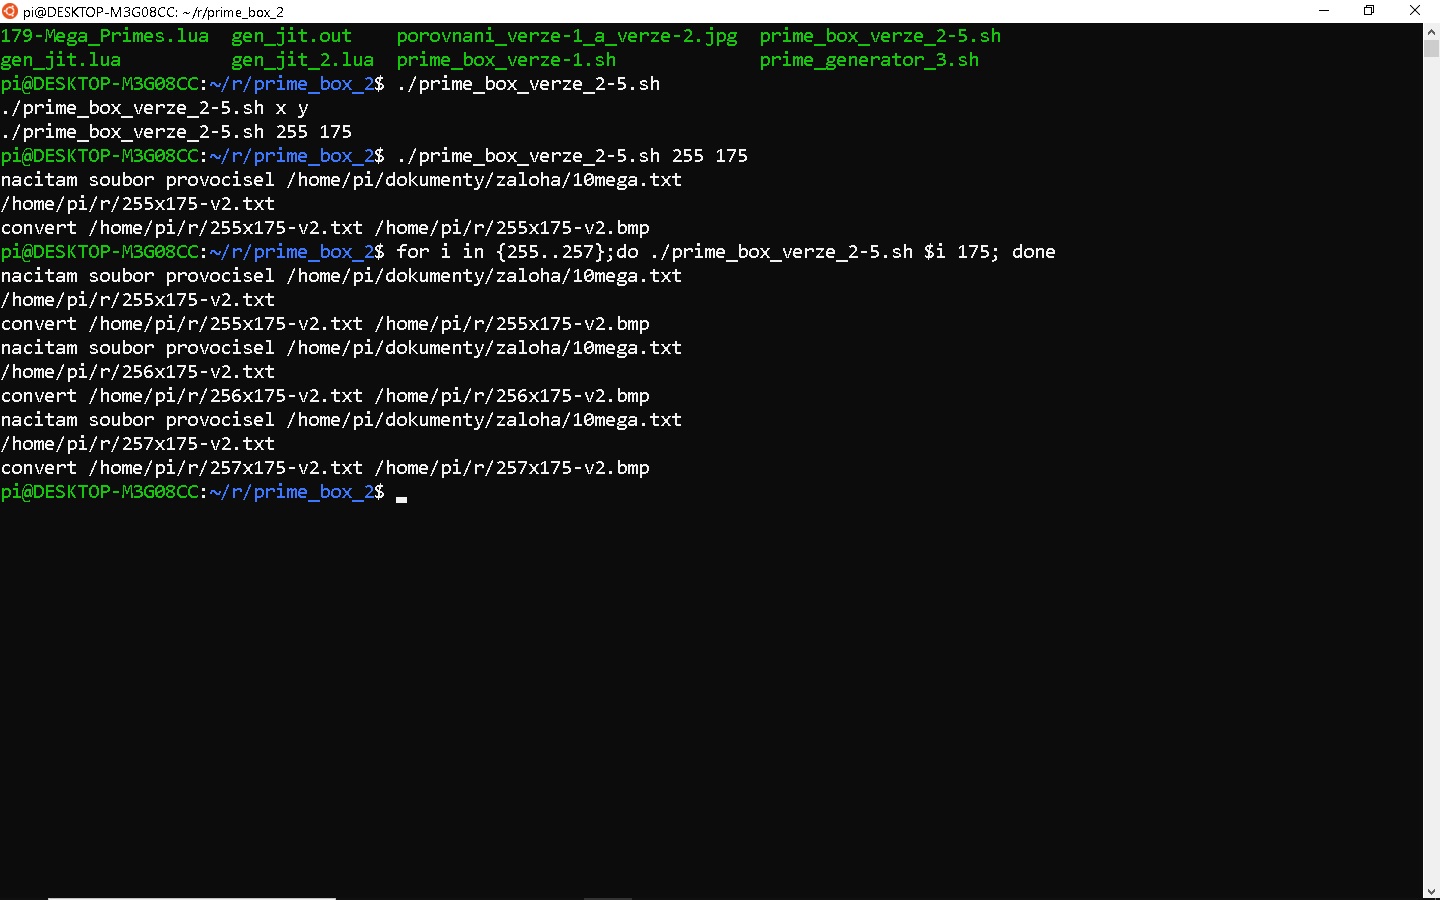 pi@DESKTOP-M3G08CC: ~/r/prime_box_2
179-Mega_Primes.lua  gen_jit.out    porovnani_verze-1_a_verze-2.jpg  prime_box_verze_2-5.sh
gen_jit.lua          gen_jit_2.lua  prime_box_verze-1.sh             prime_generator_3.sh
pi@DESKTOP-M3G08CC:~/r/prime_box_2$ ./prime_box_verze_2-5.sh
./prime_box_verze_2-5.sh x y
./prime_box_verze_2-5.sh 255 175
pi@DESKTOP-M3G08CC:~/r/prime_box_2$ ./prime_box_verze_2-5.sh 255 175
nacitam soubor provocisel /home/pi/dokumenty/zaloha/10mega.txt
/home/pi/r/255x175-v2.txt
convert /home/pi/r/255x175-v2.txt /home/pi/r/255x175-v2.bmp
pi@DESKTOP-M3G08CC:~/r/prime_box_2$ for i in {255..257};do ./prime_box_verze_2-5.sh $i 175; done
nacitam soubor provocisel /home/pi/dokumenty/zaloha/10mega.txt
/home/pi/r/255x175-v2.txt
convert /home/pi/r/255x175-v2.txt /home/pi/r/255x175-v2.bmp
nacitam soubor provocisel /home/pi/dokumenty/zaloha/10mega.txt
/home/pi/r/256x175-v2.txt
convert /home/pi/r/256x175-v2.txt /home/pi/r/256x175-v2.bmp
nacitam soubor provocisel /home/pi/dokumenty/zaloha/10mega.txt
/home/pi/r/257x175-v2.txt
convert /home/pi/r/257x175-v2.txt /home/pi/r/257x175-v2.bmp
pi@DESKTOP-M3G08CC:~/r/prime_box_2$